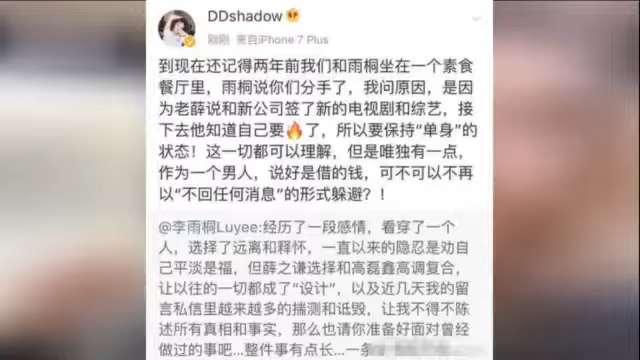 DDshadow
刚刚 来自iPhone 7 Plus
到现在还记得两年前我们和雨桐坐在一个素食
餐厅里，雨桐说你们分手了，我问原因，是因
为老薛说和新公司签了新的电视剧和综艺，接
下去他知道自己要🔥了，所以要保持“单身”的
状态！这一切都可以理解，但是唯独有一点，
作为一个男人，说好是借的钱，可不可以不再
以“不回任何消息”的形式躲避？！
@李雨桐Luyee:经历了一段感情，看穿了一个
人，选择了远离和释怀，一直以来的隐忍是劝自
己平淡是福，但薛之谦选择和高磊鑫高调复合，
让以往的一切都成了“设计”，以及近几天我的留
言私信里越来越多的揣测和诋毁，让我不得不陈
述所有真相和事实，那么也请你准备好面对曾经
做过的事吧...整件事有点长...一条